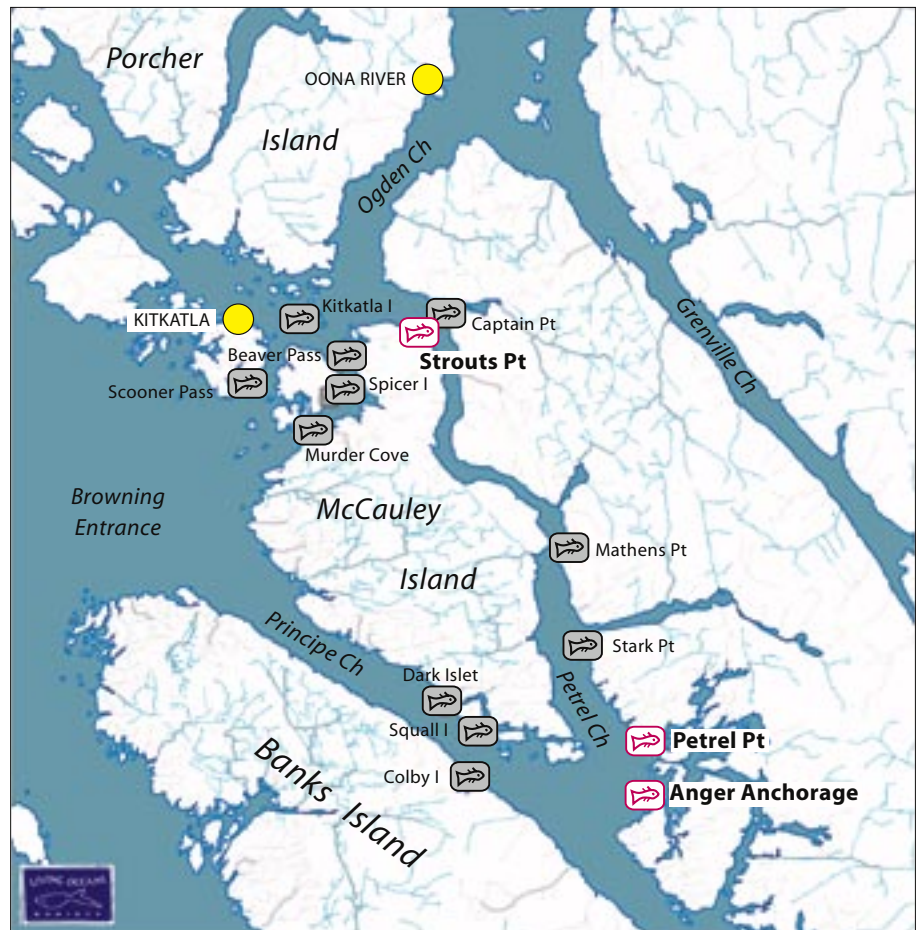 Porcher
OONA RIVER
Island
Ogden Ch
Grenville Ch
KITKATLA
Kitkatla I
Captain Pt
Beaver Pass
Strouts Pt
Scooner Pass
Spicer I
Murder Cove
Browning
Entrance
McCauley
Island
Mathens Pt
Principe Ch
Stark Pt
Petrel Ch
Dark Islet
Squall I
Petrel Pt
Colby I
Anger Anchorage
Banks Island
LIVING OCEANS